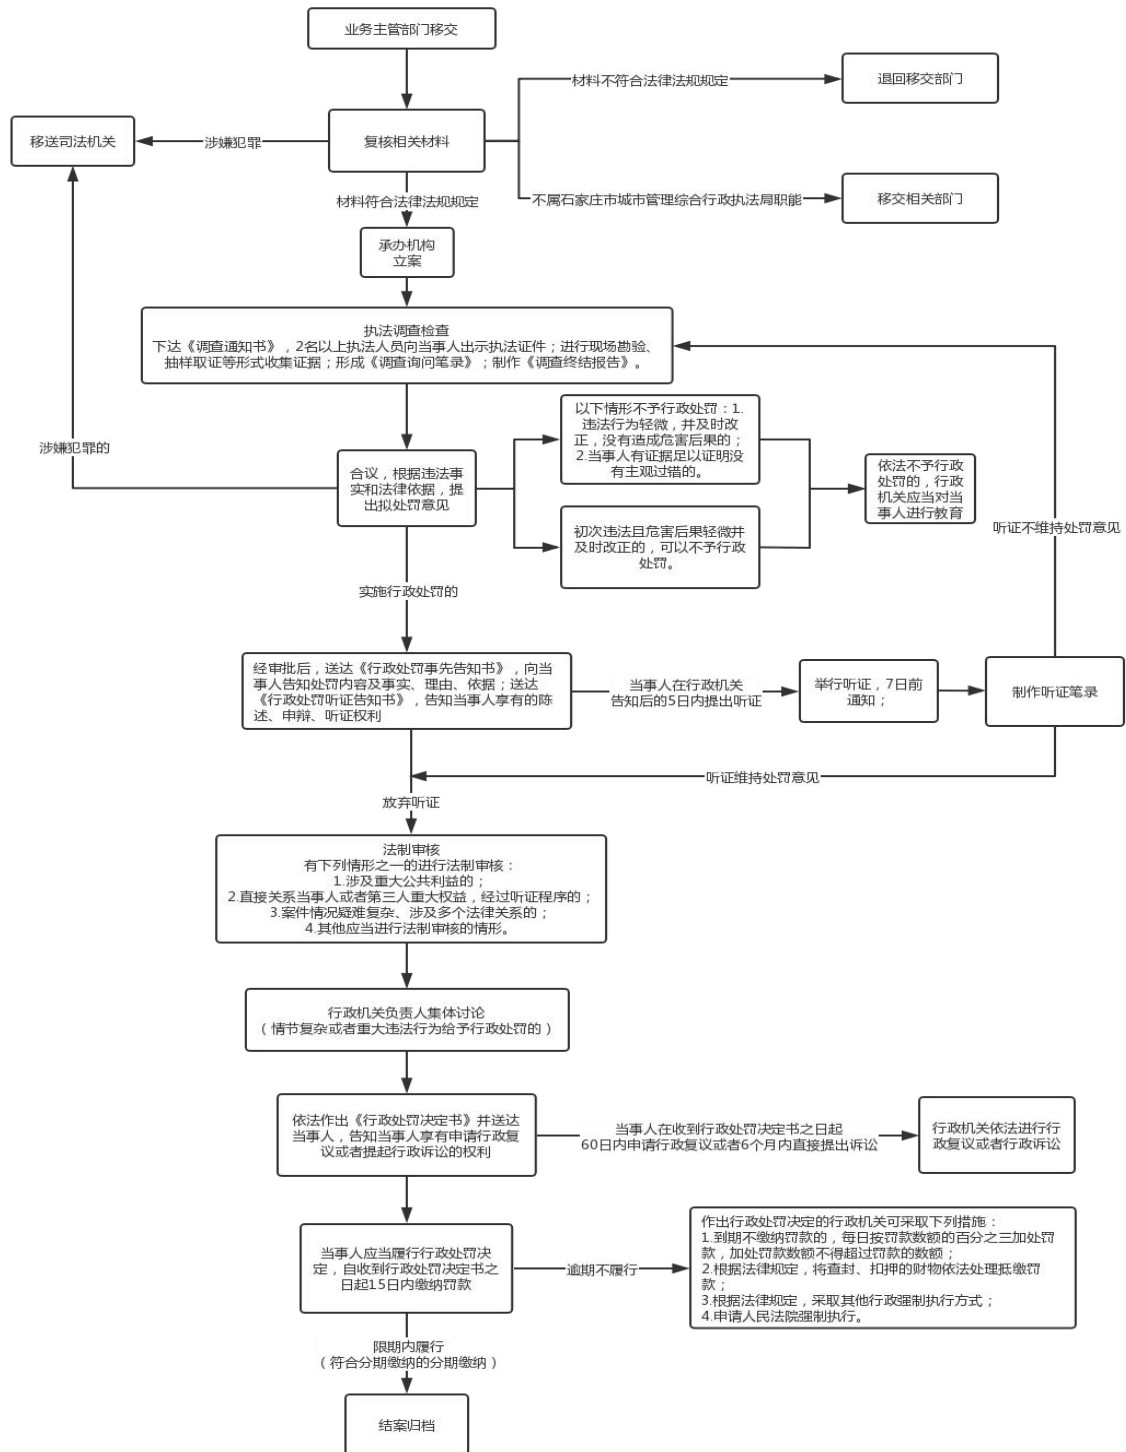 业务主管部门移交
材料不符合法律法规规定
退回移交部门
移送司法机关
涉嫌犯罪
复核相关材料
不属石家庄市城市管理综合行政执法局职能
移交相关部门
材料符合法律法规规定
承办机构
立案
执法调查检查
下达《调查通知书》，2名以上执法人员向当事人出示执法证件；进行现场勘验、
抽样取证等形式收集证据；形成《调查询问笔录》；制作《调查终结报告》。
涉嫌犯罪的
合议，根据违法事
实和法律依据，提
出拟处罚意见
以下情形不予行政处罚：1.
违法行为轻微，并及时改
正，没有造成危害后果的；
2.当事人有证据足以证明没
有主观过错的。
初次违法且危害后果轻微并
及时改正的，可以不予行政
处罚。
依法不予行政
处罚的，行政
机关应当对当
事人进行教育
听证不维持处罚意见
实施行政处罚的
经审批后，送达《行政处罚事先告知书》，向当
事人告知处罚内容及事实、理由、依据；送达
《行政处罚听证告知书》，告知当事人享有的陈
述、申辩、听证权利
当事人在行政机关
告知后的5日内提出听证
举行听证，7日前
通知；
制作听证笔录
听证维持处罚意见
放弃听证
法制审核
有下列情形之一的进行法制审核：
1.涉及重大公共利益的；
2.直接关系当事人或者第三人重大权益，经过听证程序的；
3.案件情况疑难复杂、涉及多个法律关系的；
4.其他应当进行法制审核的情形。
行政机关负责人集体讨论
（情节复杂或者重大违法行为给予行政处罚的）
依法作出《行政处罚决定书》并送达
当事人，告知当事人享有申请行政复
议或者提起行政诉讼的权利
当事人在收到行政处罚决定书之日起
60日内申请行政复议或者6个月内直接提出诉讼
行政机关依法进行行
政复议或者行政诉讼
当事人应当履行行政处罚决
定，自收到行政处罚决定书之
日起15日内缴纳罚款
逾期不履行
作出行政处罚决定的行政机关可采取下列措施：
1.到期不缴纳罚款的，每日按罚款数额的百分之三加处罚
款，加处罚款数额不得超过罚款的数额；
2.根据法律规定，将查封、扣押的财物依法处理抵缴罚
款；
3.根据法律规定，采取其他行政强制执行方式；
4.申请人民法院强制执行。
限期内履行
（符合分期缴纳的分期缴纳）
结案归档